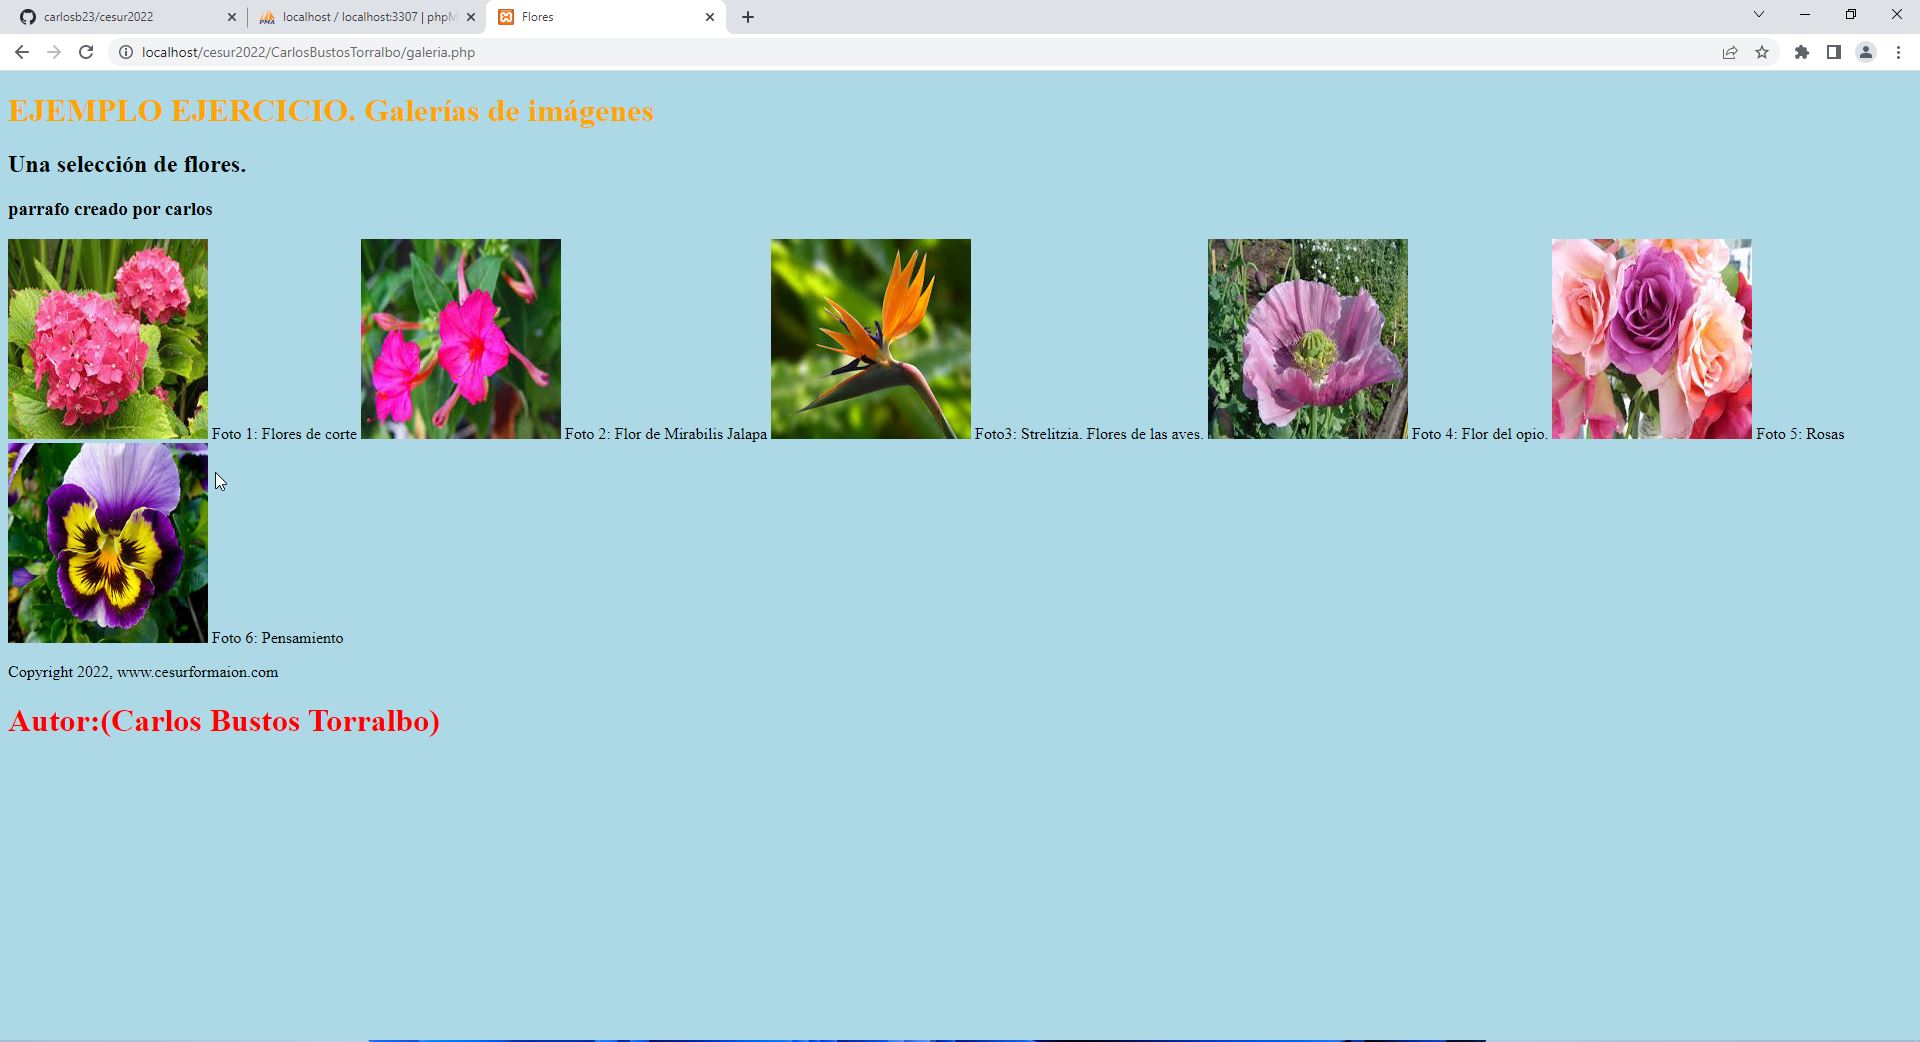 carlosb23/cesur2022
localhost / localhost:3307 | phpM
Flores
localhost/cesur2022/CarlosBustosTorralbo/galeria.php
EJEMPLO EJERCICIO. Galerías de imágenes
Una selección de flores.
parrafo creado por carlos
Foto 1: Flores de corte
Foto 2: Flor de Mirabilis Jalapa
Foto3: Strelitzia. Flores de las aves.
Foto 4: Flor del opio.
Foto 5: Rosas
Foto 6: Pensamiento
Copyright 2022, www.cesurformaion.com
Autor:(Carlos Bustos Torralbo)